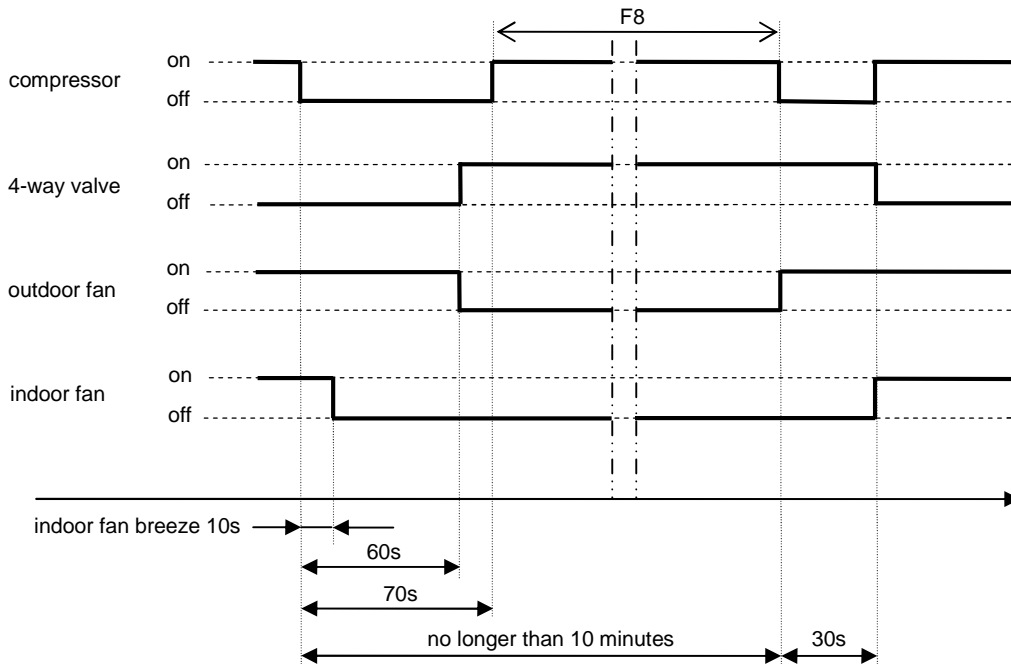 F8
on
compressor
off
on
4-way valve
off
on
outdoor fan
off
on
indoor fan
off
indoor fan breeze 10s
60s
70s
no longer than 10 minutes 30s